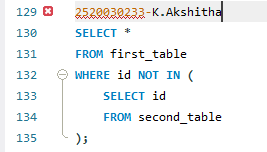 129 2520030233-K.Akshitha
130 SELECT *
131 FROM first_table
132 WHERE id NOT IN (
133 SELECT id
134 FROM second_table
135 );